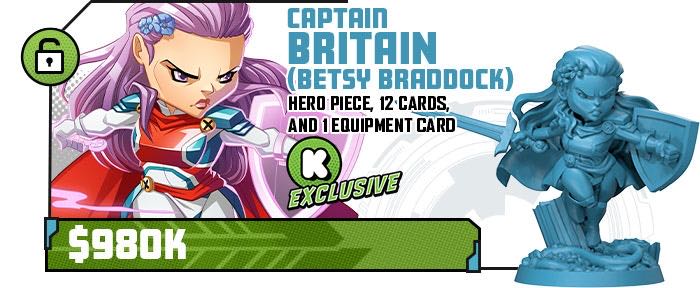 CAPTAIN
BRITAIN
(BETSY BRADDOCK)
HERO PIECE, 12 CARDS,
AND 1 EQUIPMENT CARD
K
EXCLUSIVE
$980K